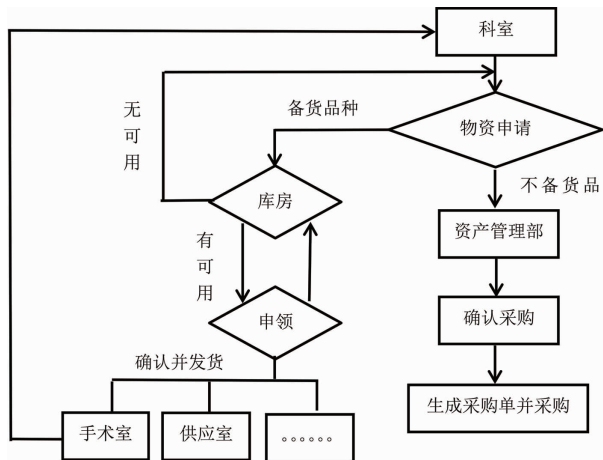 科室
无可用
备货品种
物资申请
不备货品
库房
资产管理部
有可用
确认采购
申领
确认并发货
生成采购单并采购
手术室
供应室
。。。。。。